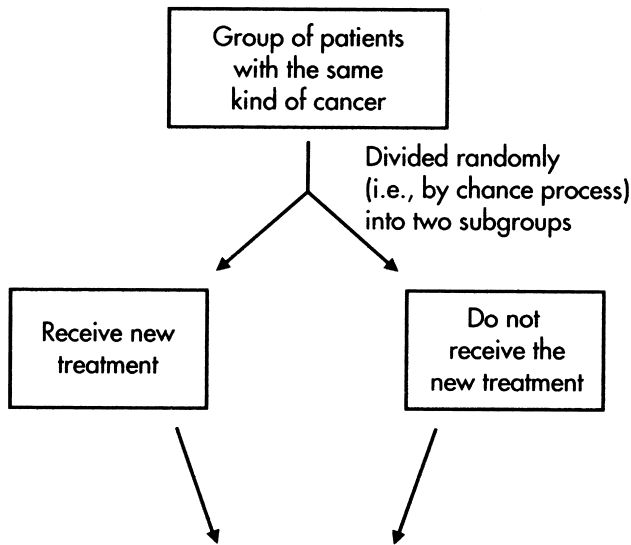 Group of patients
with the same
kind of cancer
Divided randomly
(i.e., by chance process)
into two subgroups
Receive new
treatment
Do not
receive the
new treatment